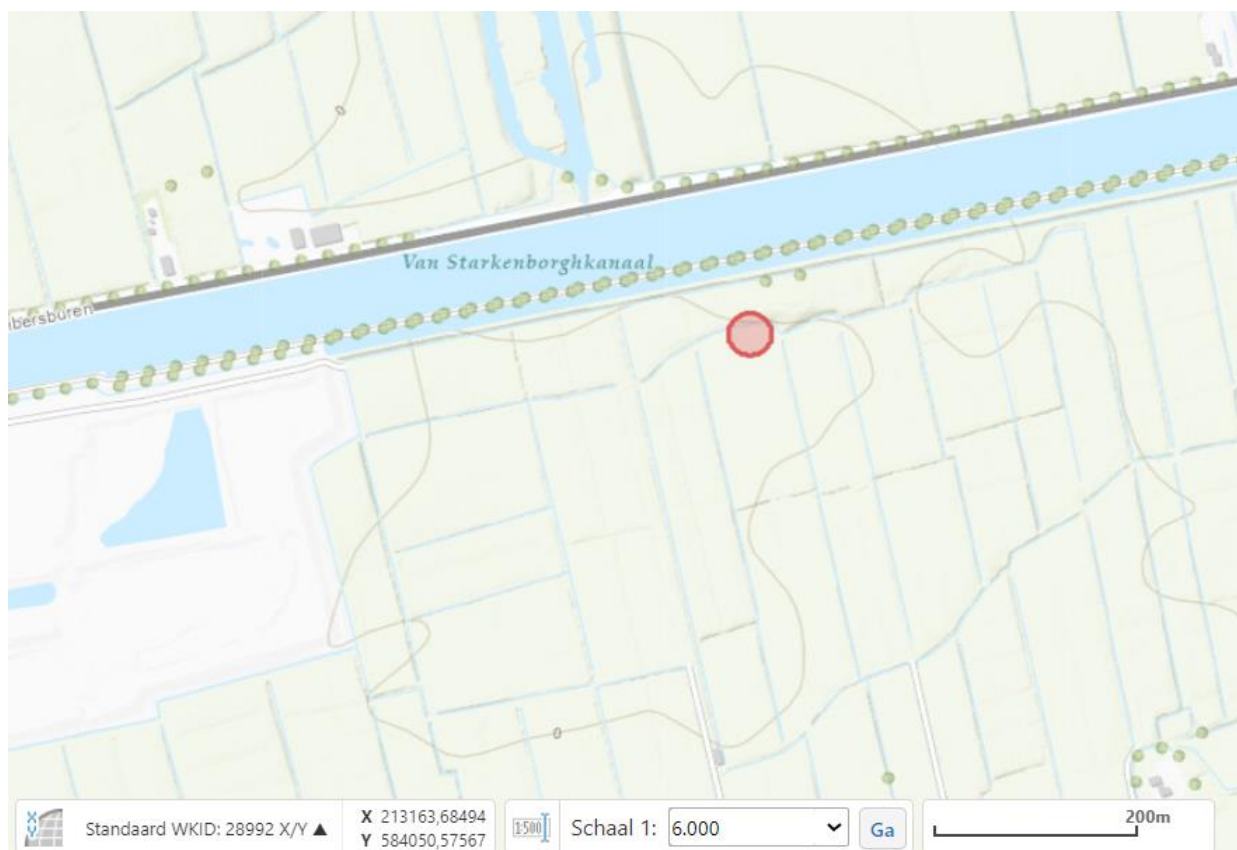 0
Van Starkenborghkanaal
ibersburen
0
Standaard WKID: 28992 X/Y ▲
X 213163,68494
Y 584050,57567
1:500
Schaal 1:
6.000
Ga
200m
X
Y